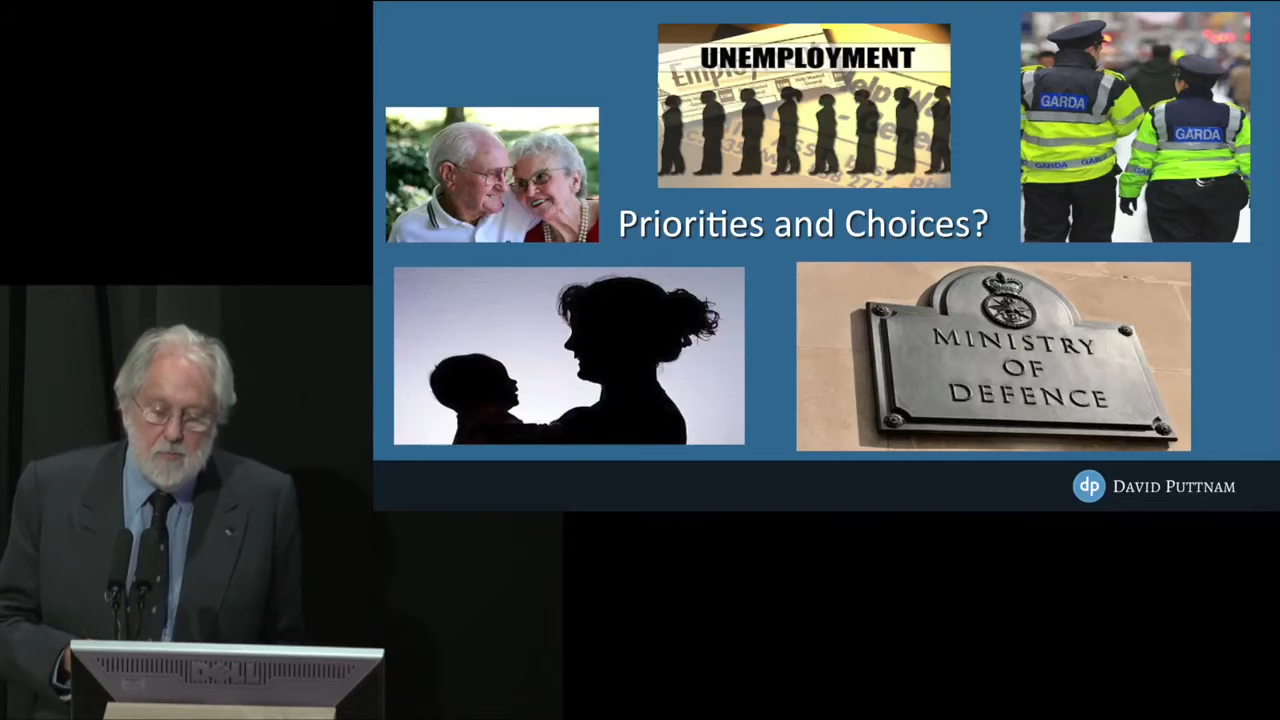 UNEMPLOYMENT
GARDA
GARDA
Priorities and Choices?
MINISTRY
OF
DEFENCE
dp DAVID PUTTNAM